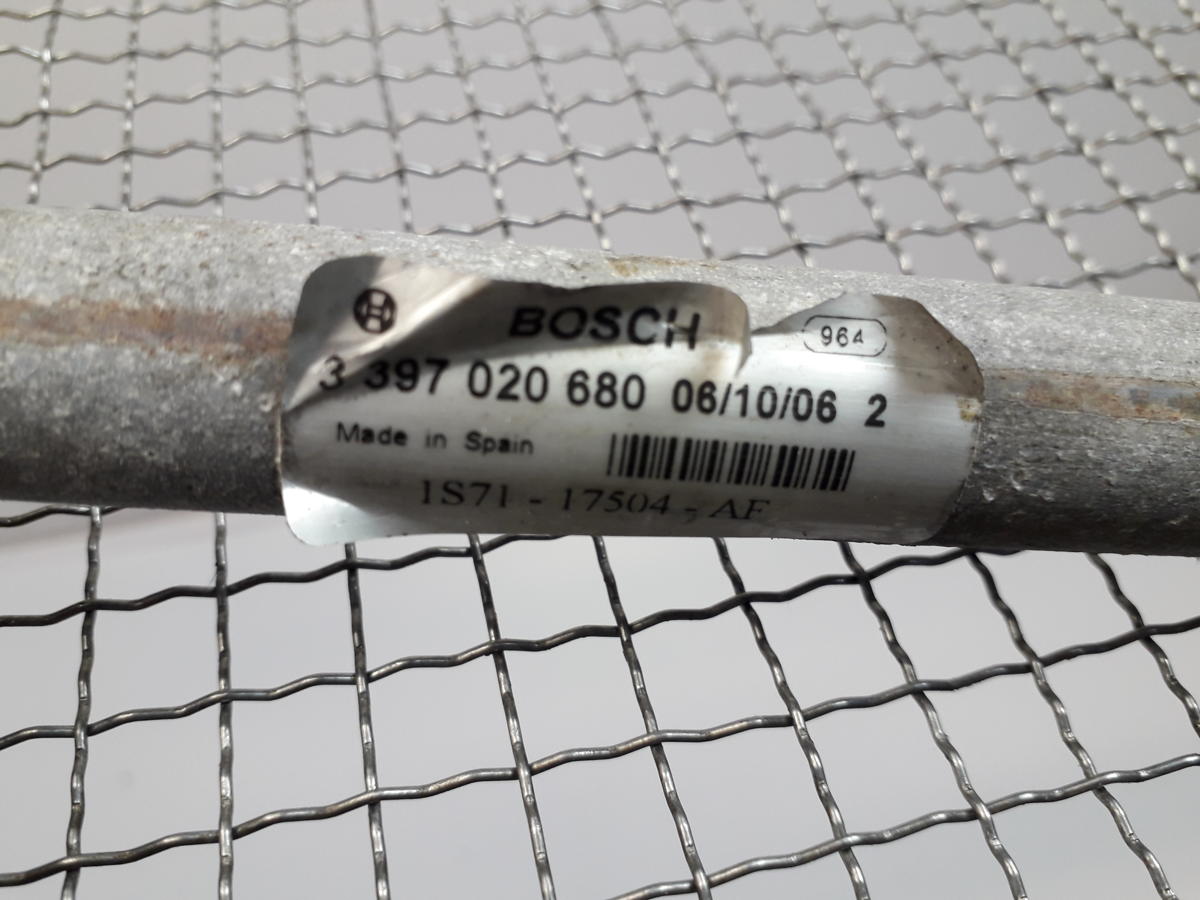 BOSCH 964
3 397 020 680 06/10/06 2
Made in Spain
1S71 - 17504 - AF